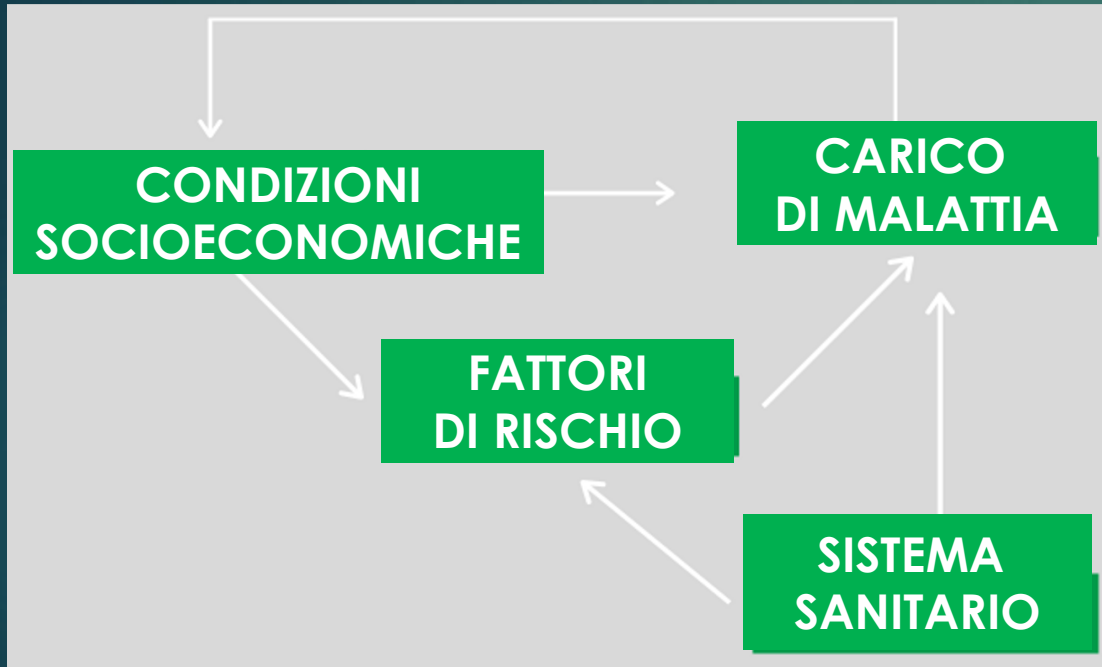 CONDIZIONI
SOCIOECONOMICHE
CARICO
DI MALATTIA
FATTORI
DI RISCHIO
SISTEMA
SANITARIO